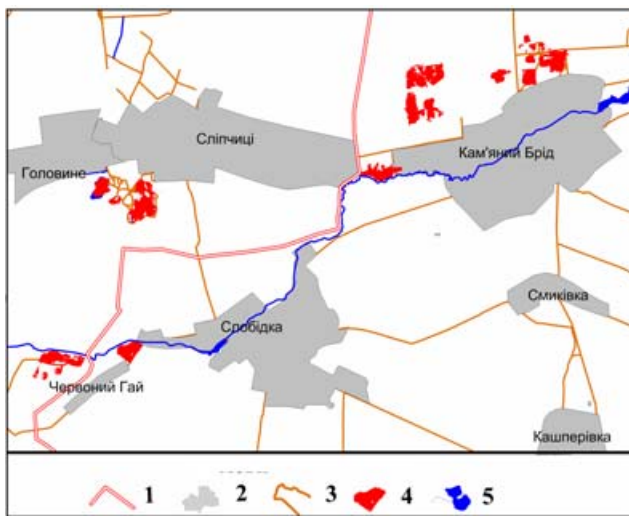 Сліпчиці
Кам'яний Брід
Головине
Смиківка
Слобідка
Червоний Гай
Кашперівка
1 2 3 4 5